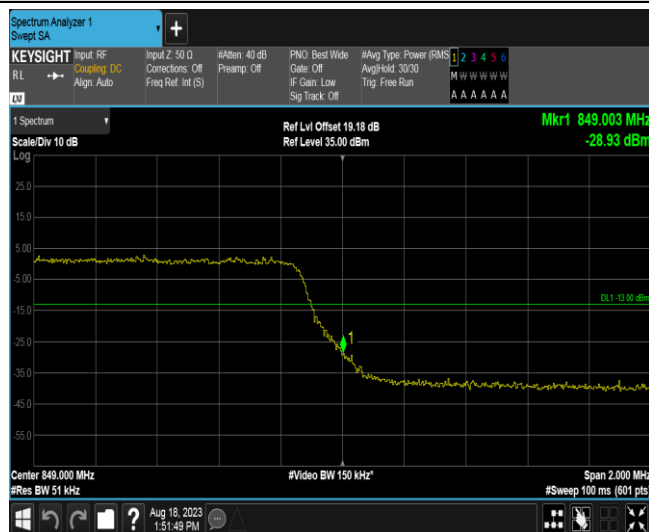 Spectrum Analyzer 1
Swept SA
KEYSIGHT
RL
LXI
Input: RF
Coupling: DC
Align: Auto
Input Z: 50 Ω
Corrections: Off
Freq Ref: Int (S)
#Atten: 40 dB
Preamp: Off
PNO: Best Wide
Gate: Off
IF Gain: Low
Sig Track: Off
#Avg Type: Power (RMS
Avg|Hold: 30/30
Trig: Free Run
1 2 3 4 5 6
M W W W W W
A A A A A A
1 Spectrum
Scale/Div 10 dB
Log
Ref Lvl Offset 19.18 dB
Ref Level 35.00 dBm
Mkr1 849.003 MHz
-28.93 dBm
25.0
15.0
5.00
-5.00
DL1 -13.00 dBm
-15.0
1
-25.0
-35.0
-45.0
-55.0
Center 849.000 MHz
#Res BW 51 kHz
#Video BW 150 kHz*
Span 2.000 MHz
#Sweep 100 ms (601 pts)
Aug 18, 2023
1:51:49 PM